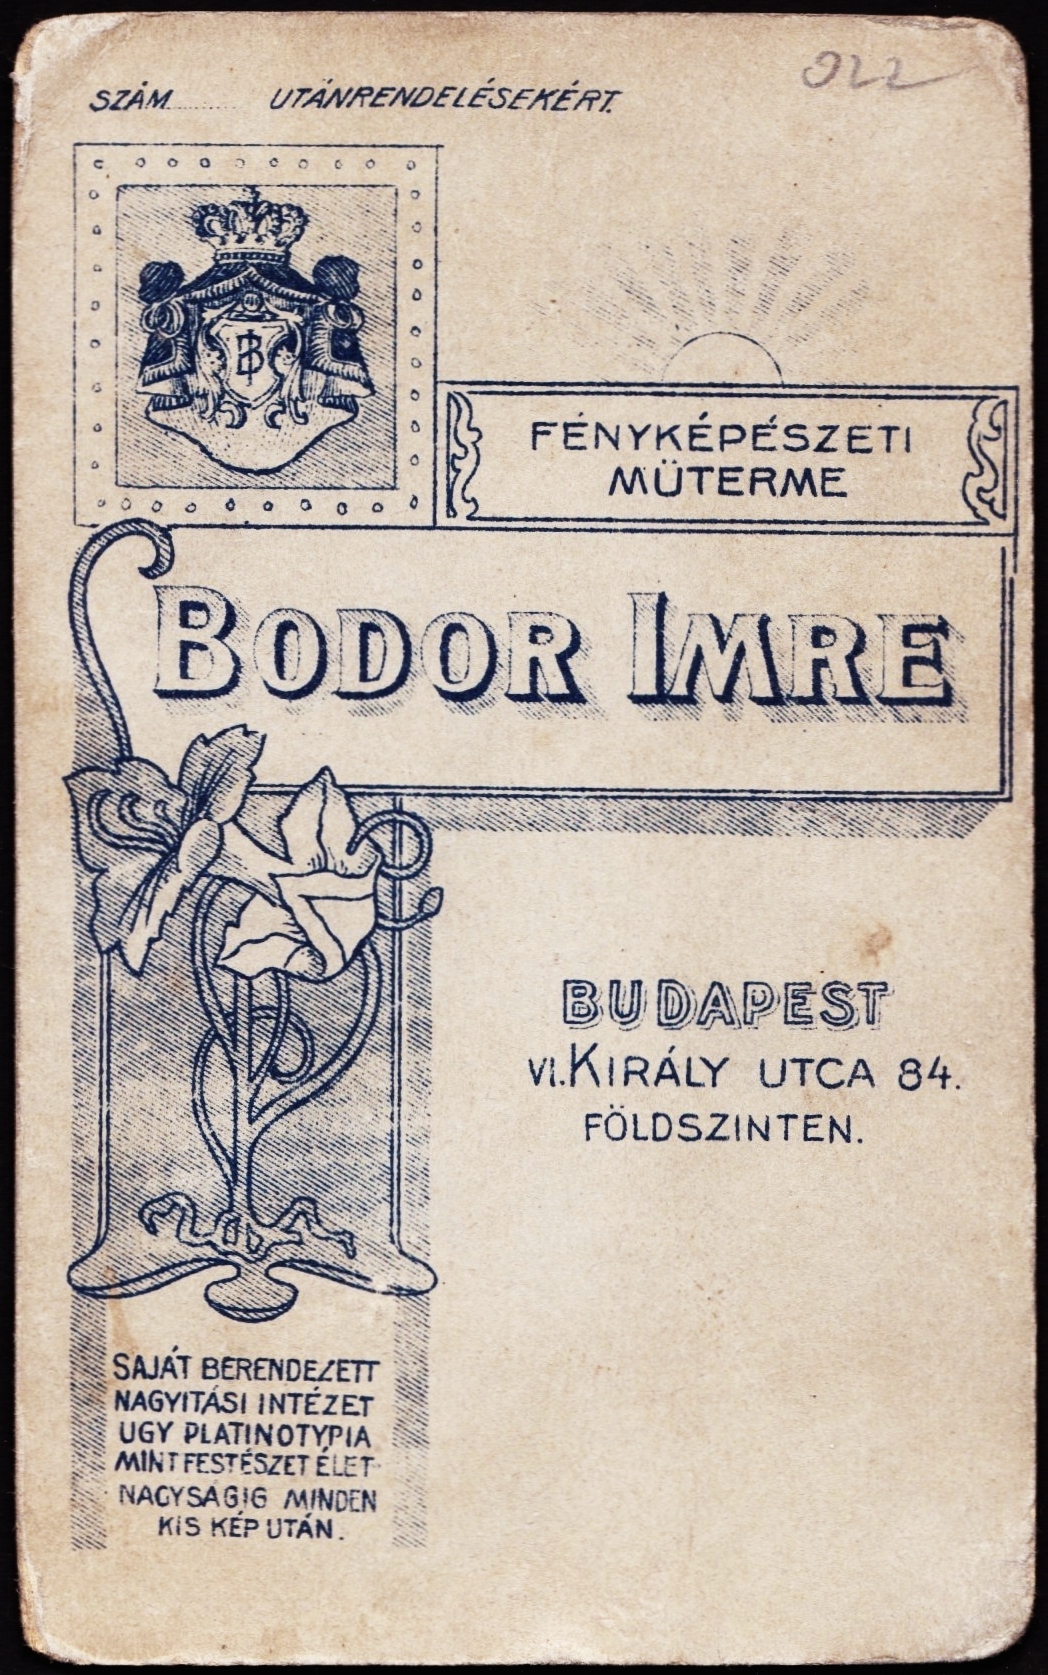 922
SZÁM........ UTÁNRENDELÉSEKÉRT.
FÉNYKÉPÉSZETI
MÜTERME
BODOR IMRE
BUDAPEST
VI. KIRÁLY UTCA 84.
FÖLDSZINTEN.
SAJÁT BERENDEZETT
NAGYITÁSI INTÉZET
UGY PLATINOTYPIA
MINT FESTÉSZET ÉLET-
NAGYSÁGIG MINDEN
KIS KÉP UTÁN.